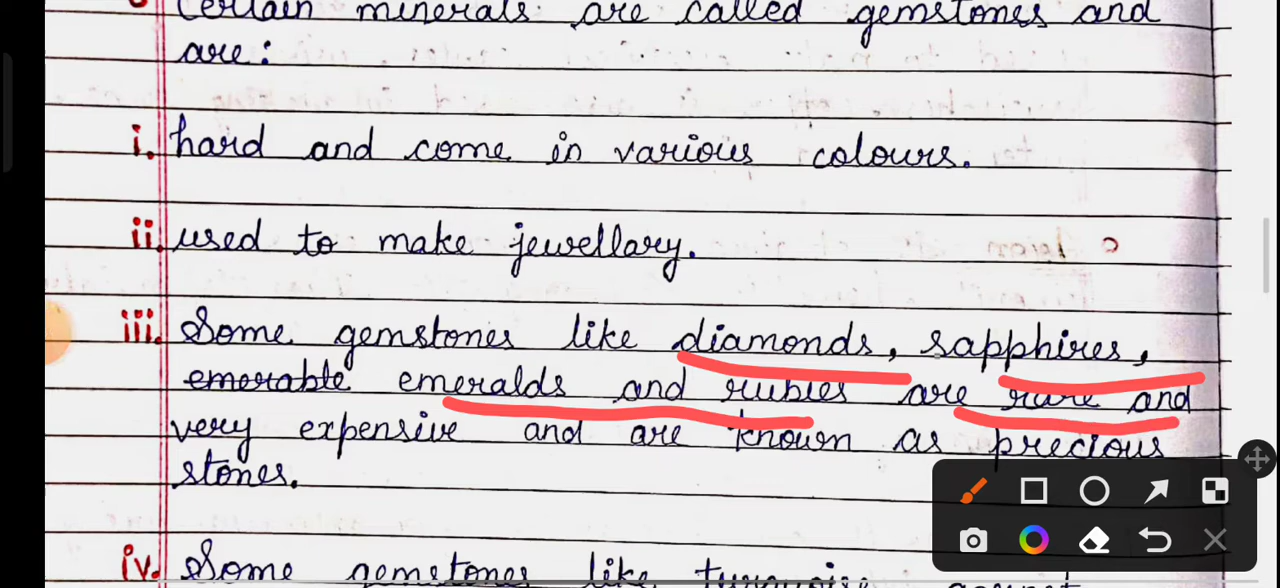 Certain minerals are called gemstones and
are:
i. hard and come in various colours.
ii. used to make jewellary.
iii. Some gemstones like diamonds, sapphires,
emerable emeralds and rubies are rare and
very expensive and are known as precious
stones.
iv. Some gemstones like turquoise, garnet